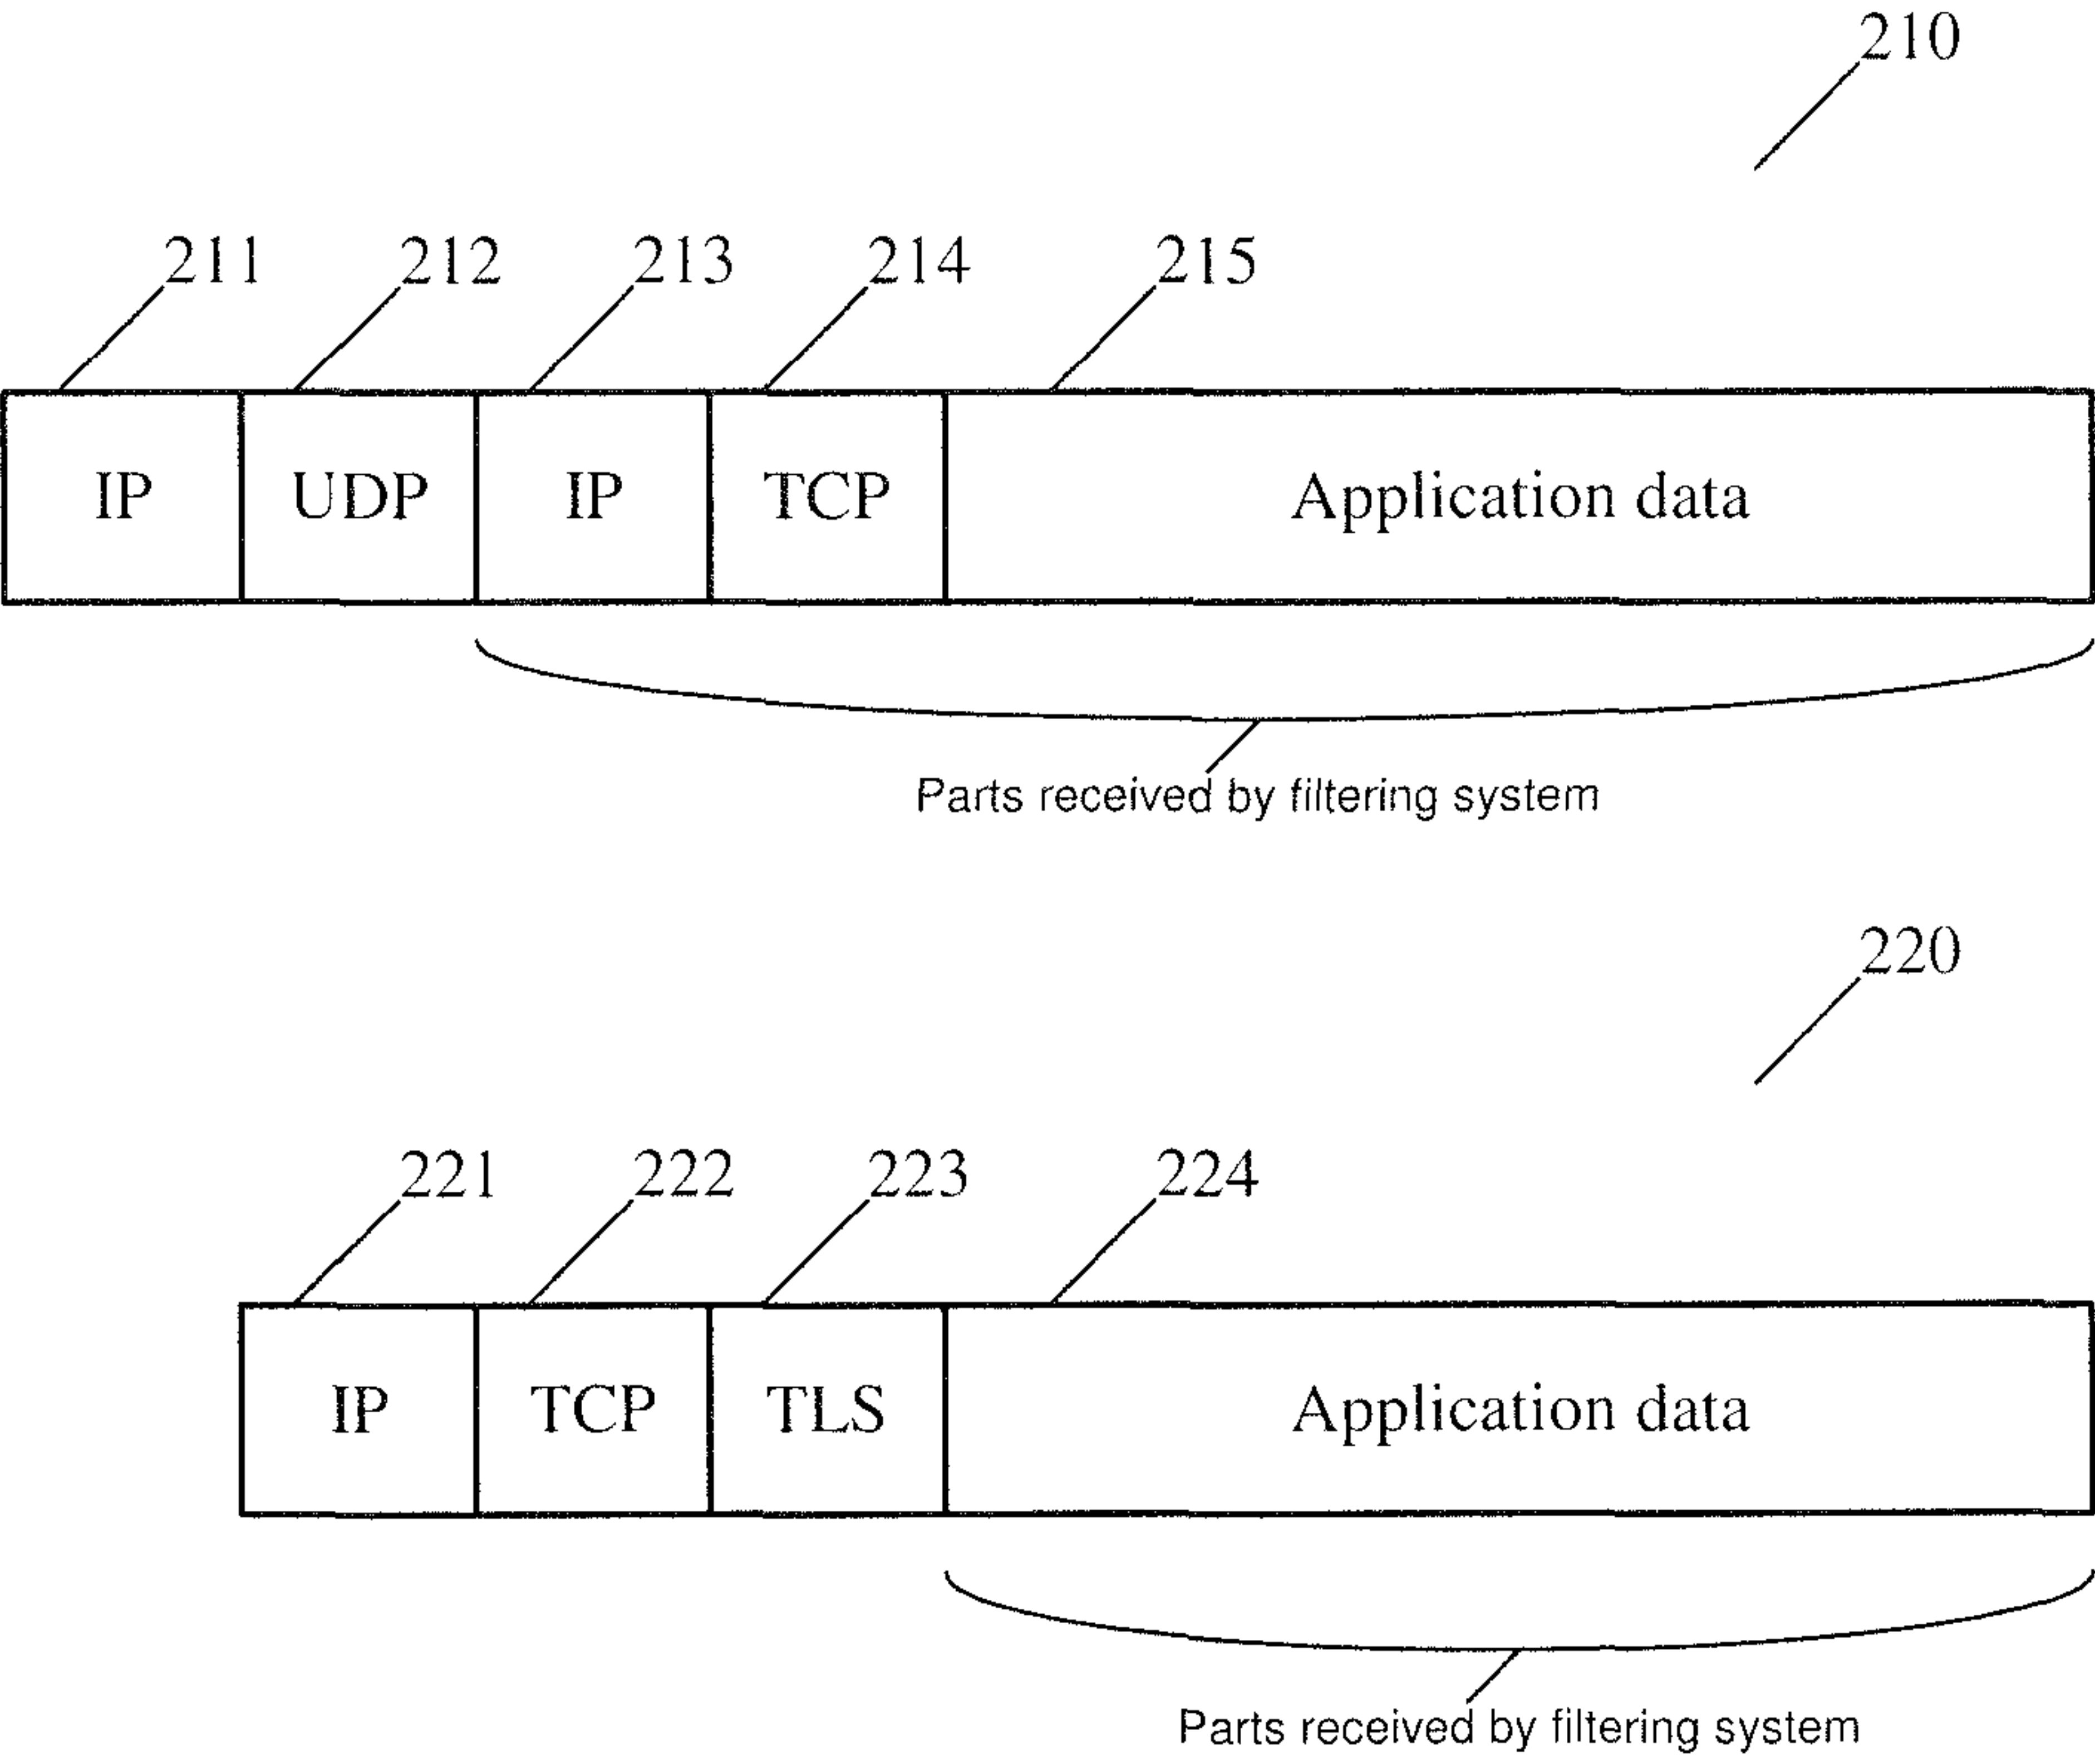 210
211 212 213 214 215
IP UDP IP TCP Application data
Parts received by filtering system
220
221 222 223 224
IP TCP TLS Application data
Parts received by filtering system